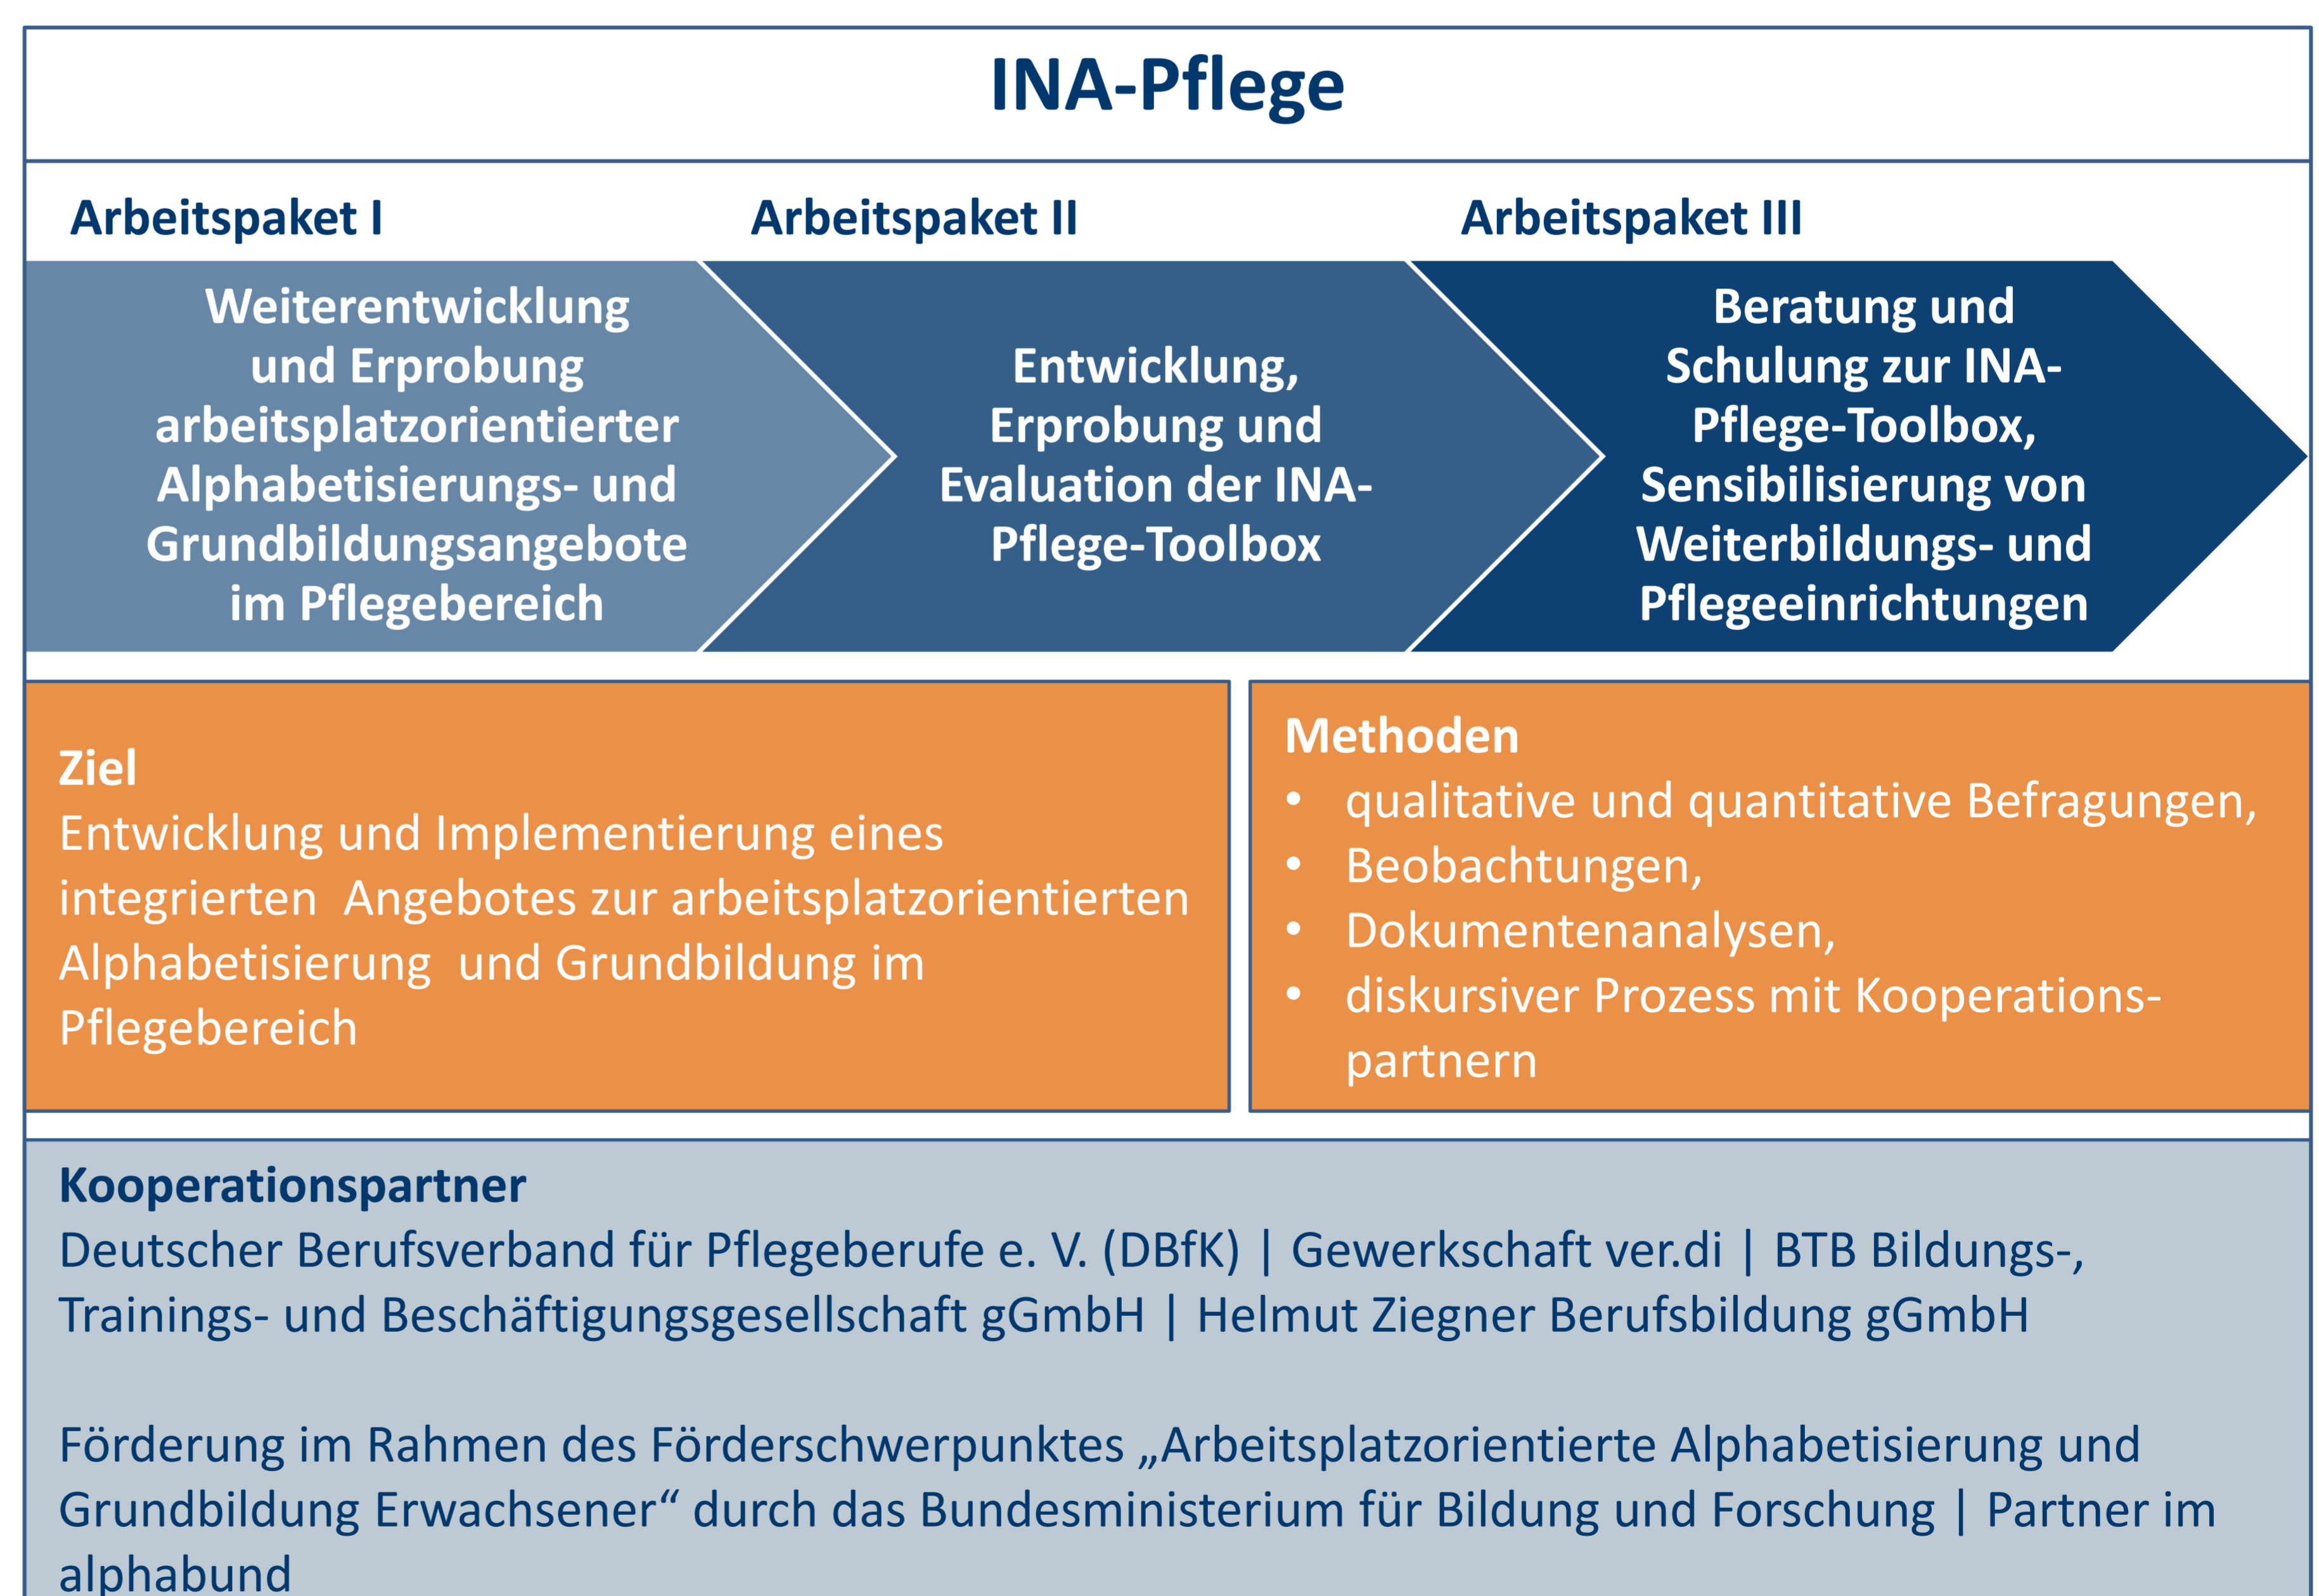 INA-Pflege
Arbeitspaket I
Weiterentwicklung
und Erprobung
arbeitsplatzorientierter
Alphabetisierungs- und
Grundbildungsangebote
im Pflegebereich
Arbeitspaket II
Entwicklung,
Erprobung und
Evaluation der INA-
Pflege-Toolbox
Arbeitspaket III
Beratung und
Schulung zur INA-
Pflege-Toolbox,
Sensibilisierung von
Weiterbildungs- und
Pflegeeinrichtungen
Ziel
Entwicklung und Implementierung eines
integrierten Angebotes zur arbeitsplatzorientierten
Alphabetisierung und Grundbildung im
Pflegebereich
Methoden
• qualitative und quantitative Befragungen,
• Beobachtungen,
• Dokumentenanalysen,
• diskursiver Prozess mit Kooperations-
partnern
Kooperationspartner
Deutscher Berufsverband für Pflegeberufe e. V. (DBfK) | Gewerkschaft ver.di | BTB Bildungs-,
Trainings- und Beschäftigungsgesellschaft gGmbH | Helmut Ziegner Berufsbildung gGmbH
Förderung im Rahmen des Förderschwerpunktes „Arbeitsplatzorientierte Alphabetisierung und
Grundbildung Erwachsener“ durch das Bundesministerium für Bildung und Forschung | Partner im
alphabund